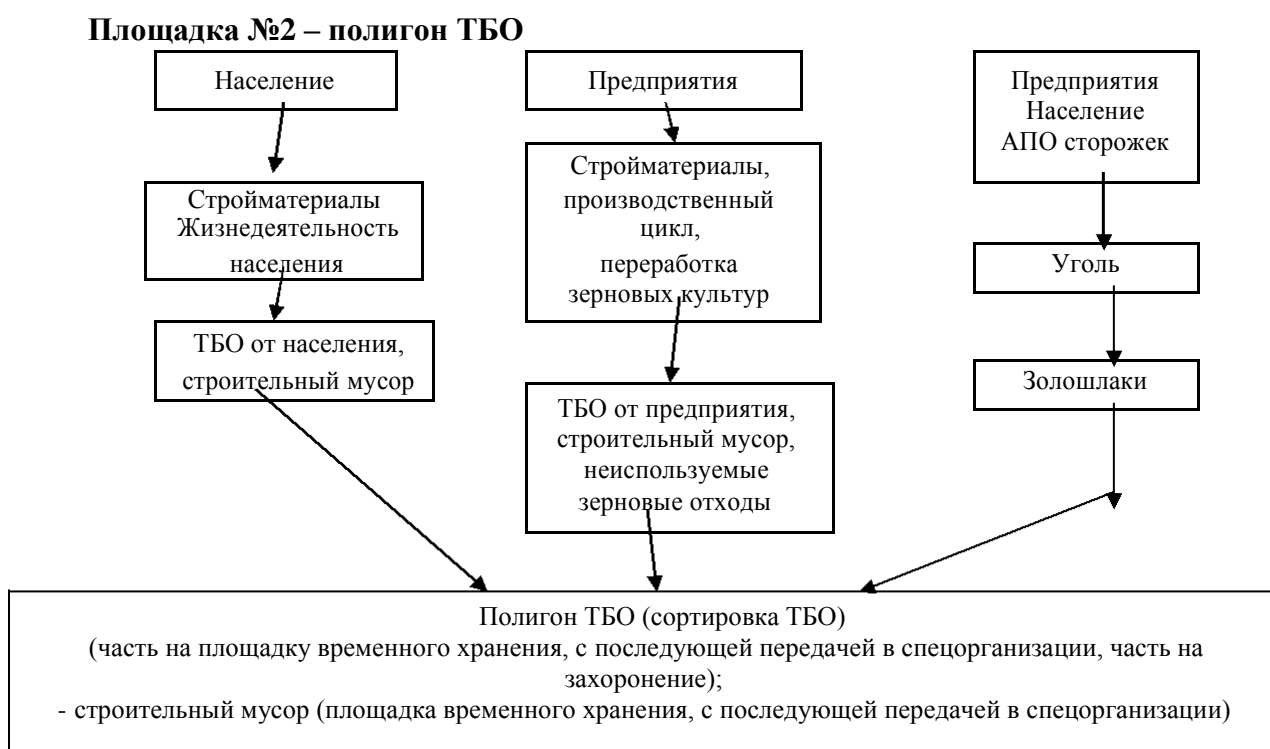 Площадка №2 – полигон ТБО
Население
Стройматериалы
Жизнедеятельность
населения
ТБО от населения,
строительный мусор
Предприятия
Стройматериалы,
производственный
цикл,
переработка
зерновых культур
ТБО от предприятия,
строительный мусор,
неиспользуемые
зерновые отходы
Предприятия
Население
АПО сторожек
Уголь
Золошлаки
Полигон ТБО (сортировка ТБО)
(часть на площадку временного хранения, с последующей передачей в спецорганизации, часть на
захоронение);
- строительный мусор (площадка временного хранения, с последующей передачей в спецорганизации)